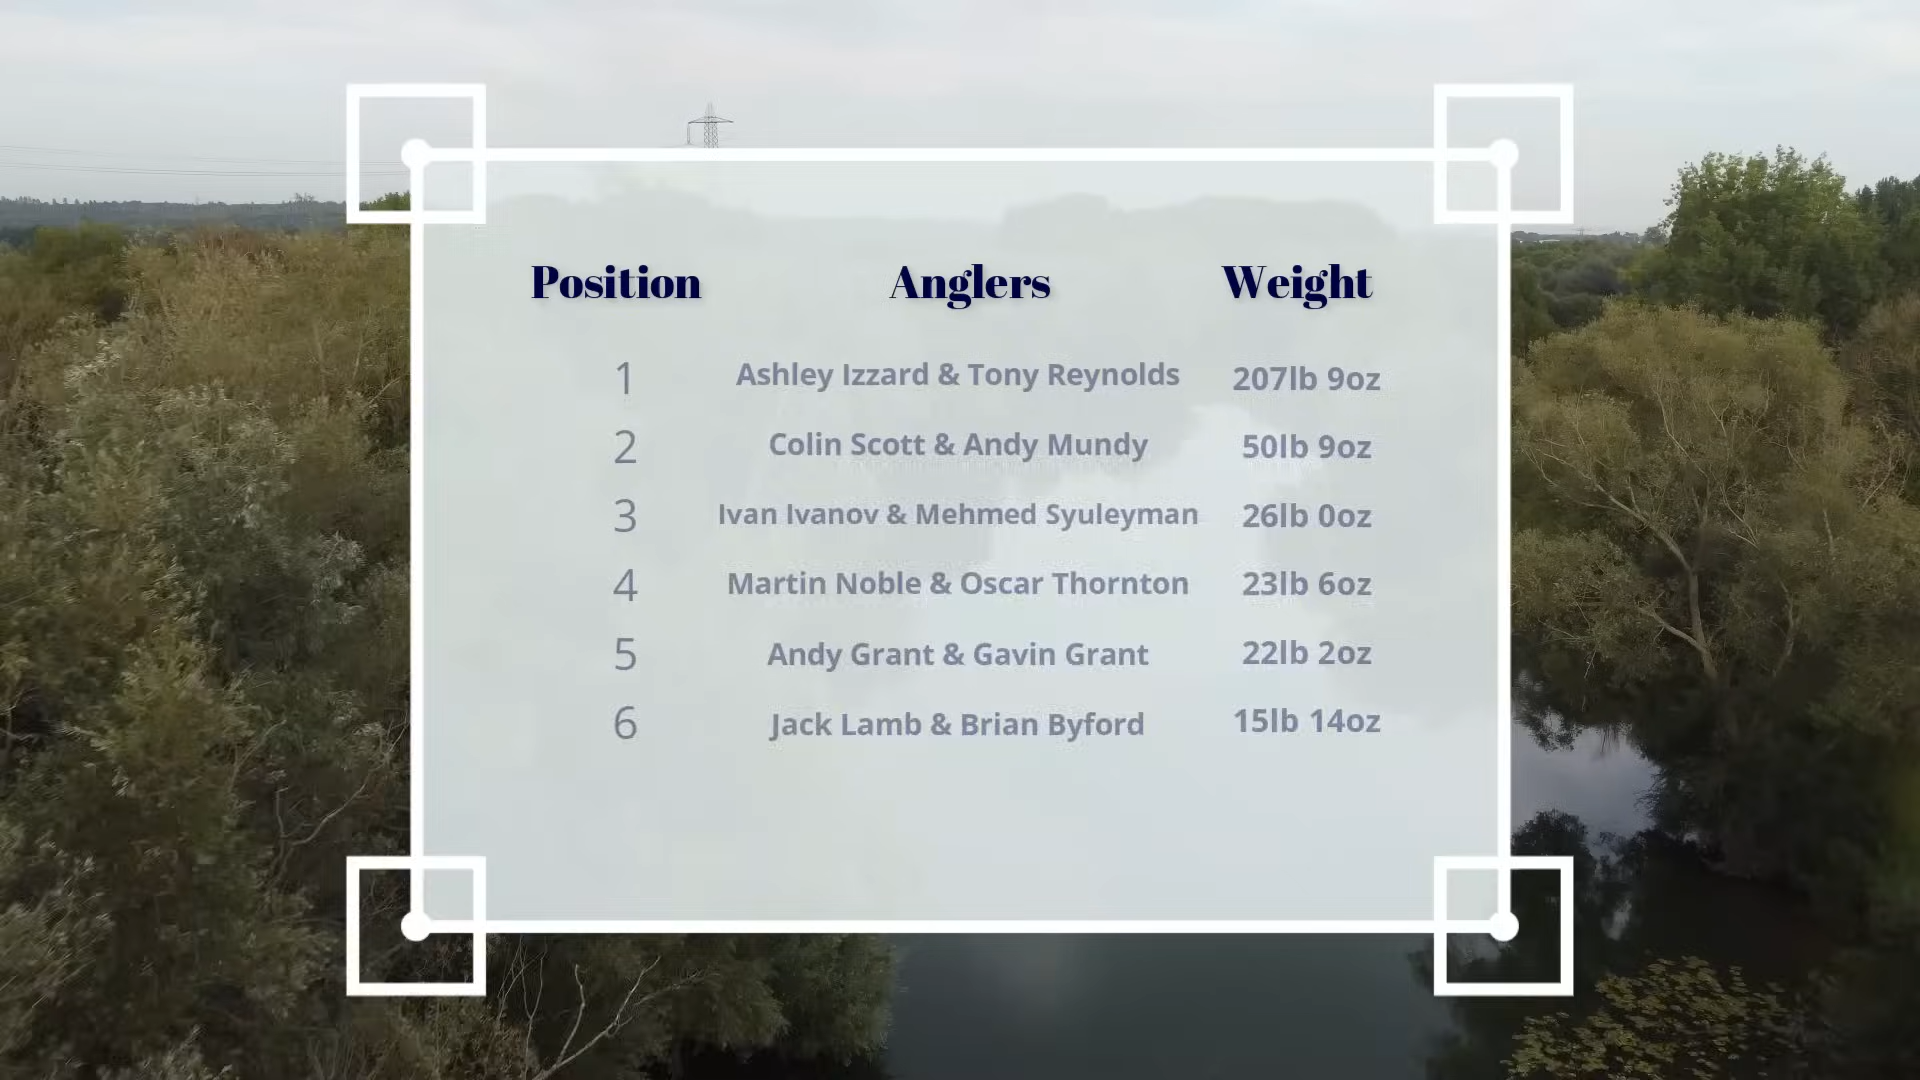 Position Anglers Weight
1 Ashley Izzard & Tony Reynolds 207lb 9oz
2 Colin Scott & Andy Mundy 50lb 9oz
3 Ivan Ivanov & Mehmed Syuleyman 26lb 0oz
4 Martin Noble & Oscar Thornton 23lb 6oz
5 Andy Grant & Gavin Grant 22lb 2oz
6 Jack Lamb & Brian Byford 15lb 14oz